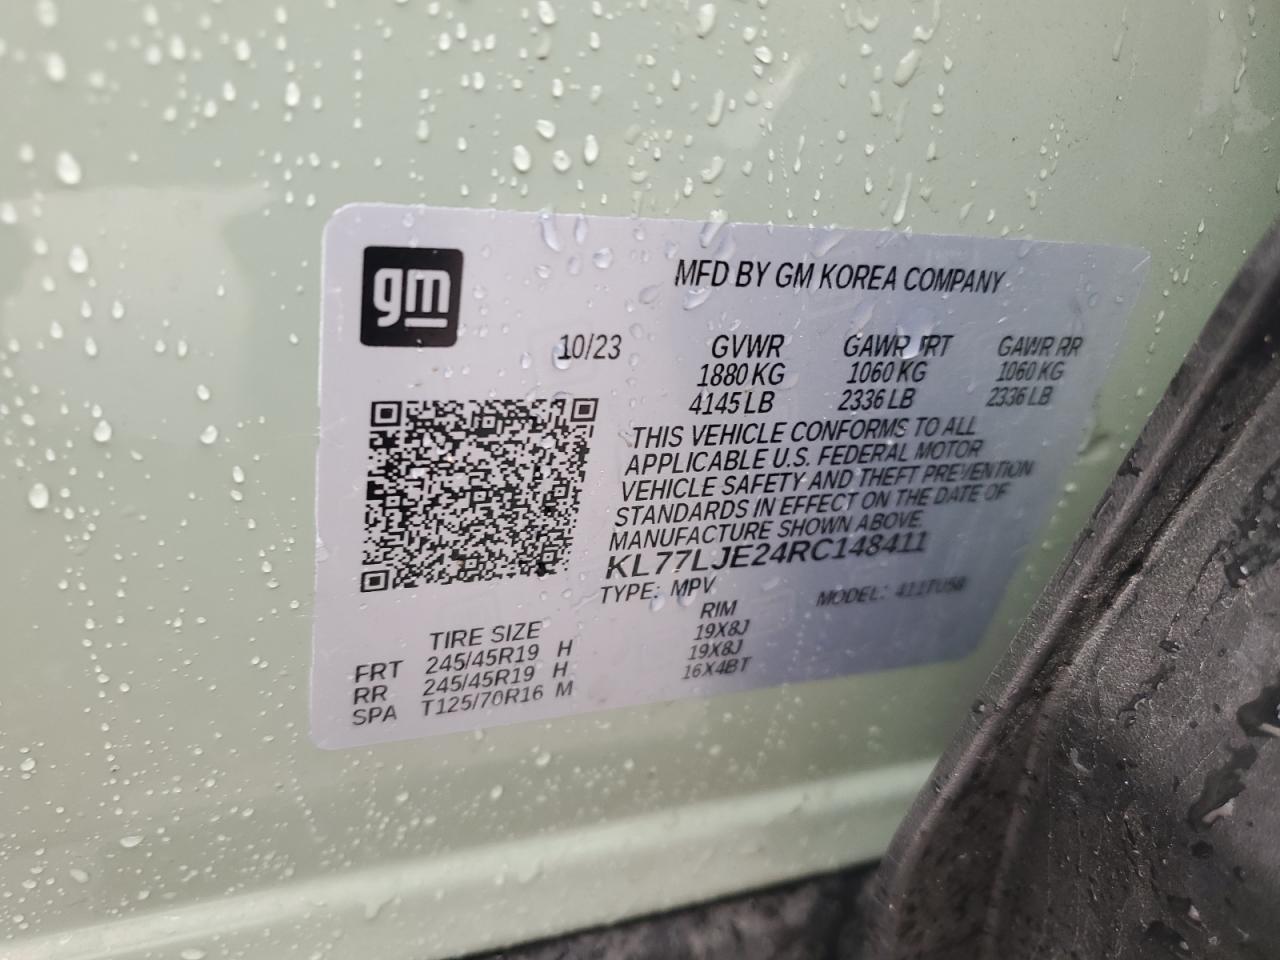 gm
MFD BY GM KOREA COMPANY
10/23 GVWR GAWR FRT GAWR RR
1880 KG 1060 KG 1060 KG
4145 LB 2336 LB 2336 LB
THIS VEHICLE CONFORMS TO ALL
APPLICABLE U.S. FEDERAL MOTOR
VEHICLE SAFETY AND THEFT PREVENTION
STANDARDS IN EFFECT ON THE DATE OF
MANUFACTURE SHOWN ABOVE.
KL77LJE24RC148411
TYPE: MPV MODEL: 411TU58
TIRE SIZE RIM
FRT 245/45R19 H 19X8J
RR 245/45R19 H 19X8J
SPA T125/70R16 M 16X4BT